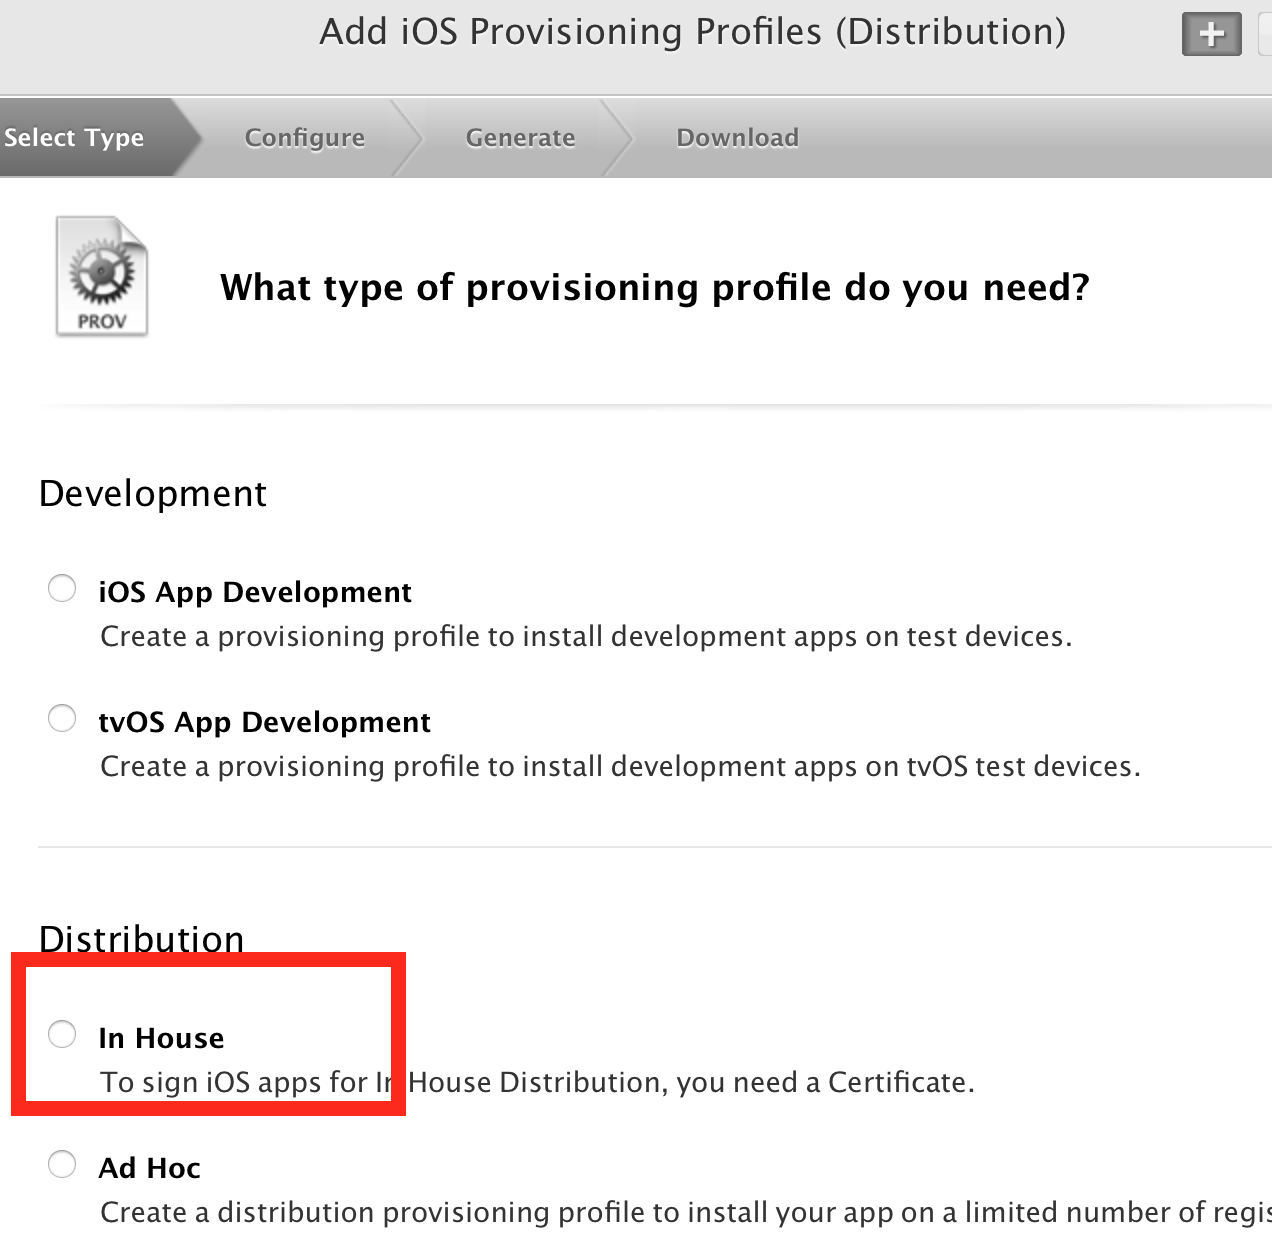 Add iOS Provisioning Profiles (Distribution)
Select Type Configure Generate Download
PROV
What type of provisioning profile do you need?
Development
iOS App Development
Create a provisioning profile to install development apps on test devices.
tvOS App Development
Create a provisioning profile to install development apps on tvOS test devices.
Distribution
In House
To sign iOS apps for In House Distribution, you need a Certificate.
Ad Hoc
Create a distribution provisioning profile to install your app on a limited number of